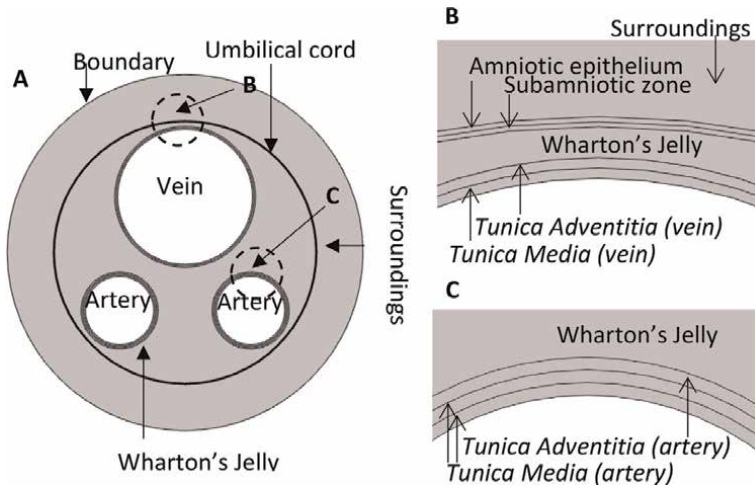 A
Boundary
Umbilical cord
B
Vein
C
Artery
Artery
Surroundings
Wharton's Jelly
B
Surroundings
Amniotic epithelium
Subamniotic zone
Wharton's Jelly
Tunica Adventitia (vein)
Tunica Media (vein)
C
Wharton's Jelly
Tunica Adventitia (artery)
Tunica Media (artery)